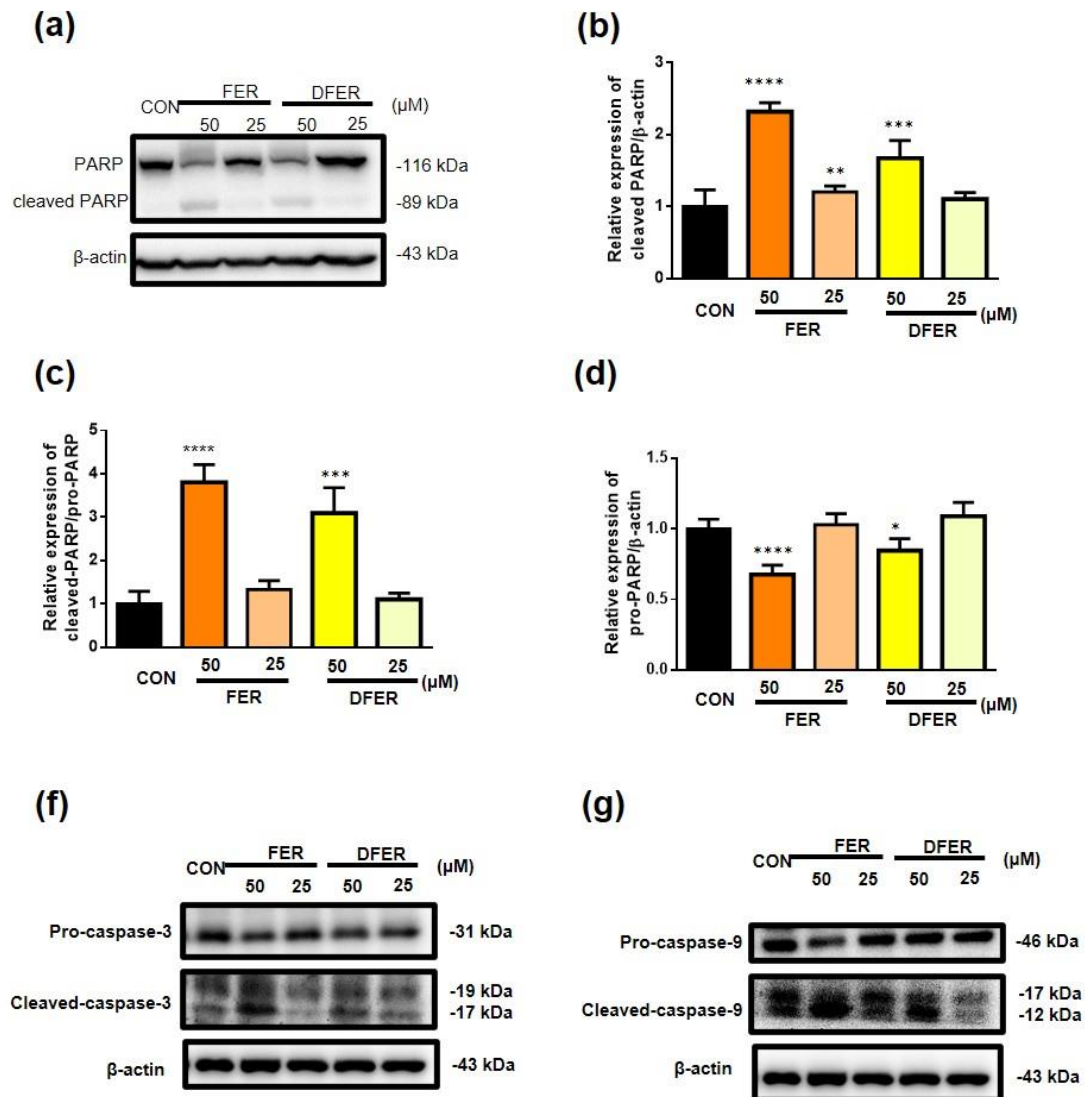 (a)
FER DFER
CON (μM)
50 25 50 25
PARP -116 kDa
cleaved PARP -89 kDa
β-actin -43 kDa
(b)
Relative expression of
cleaved PARP/β-actin
3
2
1
0
****
**
***
50 25 50 25
CON (μM)
FER DFER
(c)
Relative expression of
cleaved-PARP/pro-PARP
5
4
3
2
1
0
****
***
50 25 50 25
CON (μM)
FER DFER
(d)
Relative expression of
pro-PARP/β-actin
1.5
1.0
0.5
0.0
****
*
50 25 50 25
CON (μM)
FER DFER
(f)
FER DFER
CON (μM)
50 25 50 25
Pro-caspase-3 -31 kDa
-19 kDa
Cleaved-caspase-3 -17 kDa
β-actin -43 kDa
(g)
FER DFER
CON (μM)
50 25 50 25
Pro-caspase-9 -46 kDa
-17 kDa
Cleaved-caspase-9 -12 kDa
β-actin -43 kDa